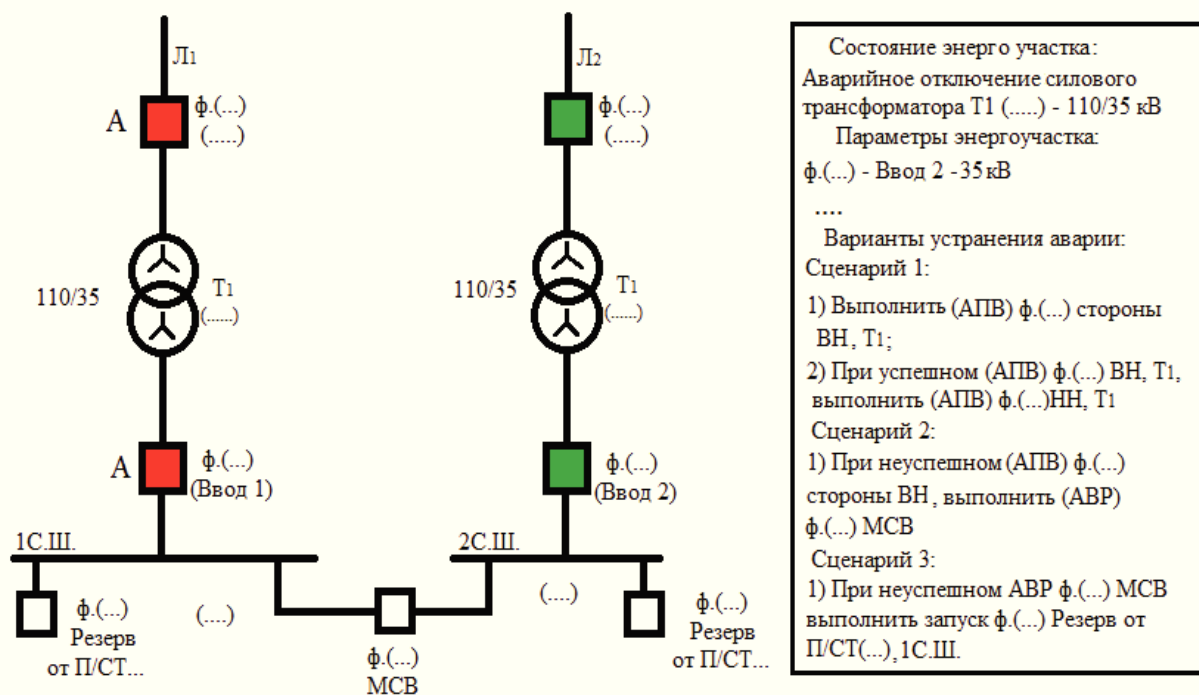 Л1
А
ф.(...)
(.....)
110/35
Т1
(.....)
А
ф.(...)
(Ввод 1)
1С.Ш.
ф.(...)
Резерв
от П/СТ...
(....)
ф.(...)
МСВ
Л2
ф.(...)
(.....)
110/35
Т1
(.....)
ф.(...)
(Ввод 2)
2С.Ш.
(....)
ф.(...)
Резерв
от П/СТ...
Состояние энерго участка:
Аварийное отключение силового
трансформатора Т1 (.....) - 110/35 кВ
Параметры энергоучастка:
ф.(...) - Ввод 2 -35 кВ
....
Варианты устранения аварии:
Сценарий 1:
1) Выполнить (АПВ) ф.(...) стороны
ВН, Т1;
2) При успешном (АПВ) ф.(...) ВН, Т1,
выполнить (АПВ) ф.(...)НН, Т1
Сценарий 2:
1) При неуспешном (АПВ) ф.(...)
стороны ВН, выполнить (АВР)
ф.(...) МСВ
Сценарий 3:
1) При неуспешном АВР ф.(...) МСВ
выполнить запуск ф.(...) Резерв от
П/СТ(...), 1С.Ш.